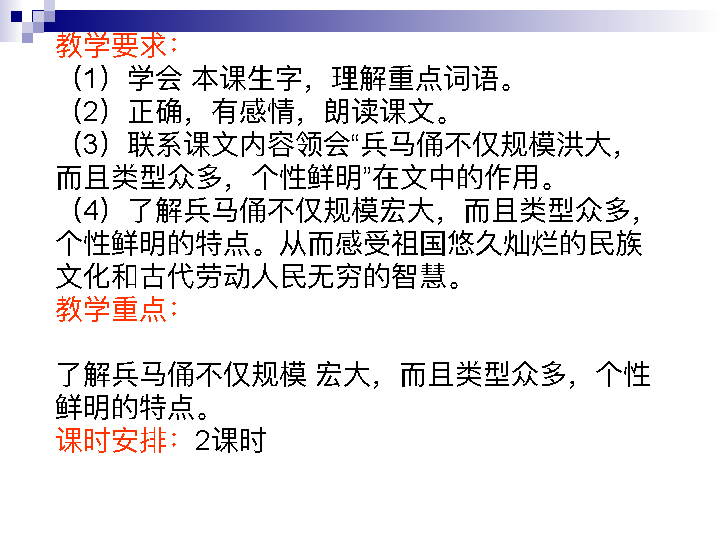 教学要求：
（1）学会 本课生字，理解重点词语。
（2）正确，有感情，朗读课文。
（3）联系课文内容领会“兵马俑不仅规模洪大，
而且类型众多，个性鲜明”在文中的作用。
（4）了解兵马俑不仅规模宏大，而且类型众多，
个性鲜明的特点。从而感受祖国悠久灿烂的民族
文化和古代劳动人民无穷的智慧。
教学重点：
了解兵马俑不仅规模 宏大，而且类型众多，个性
鲜明的特点。
课时安排：2课时